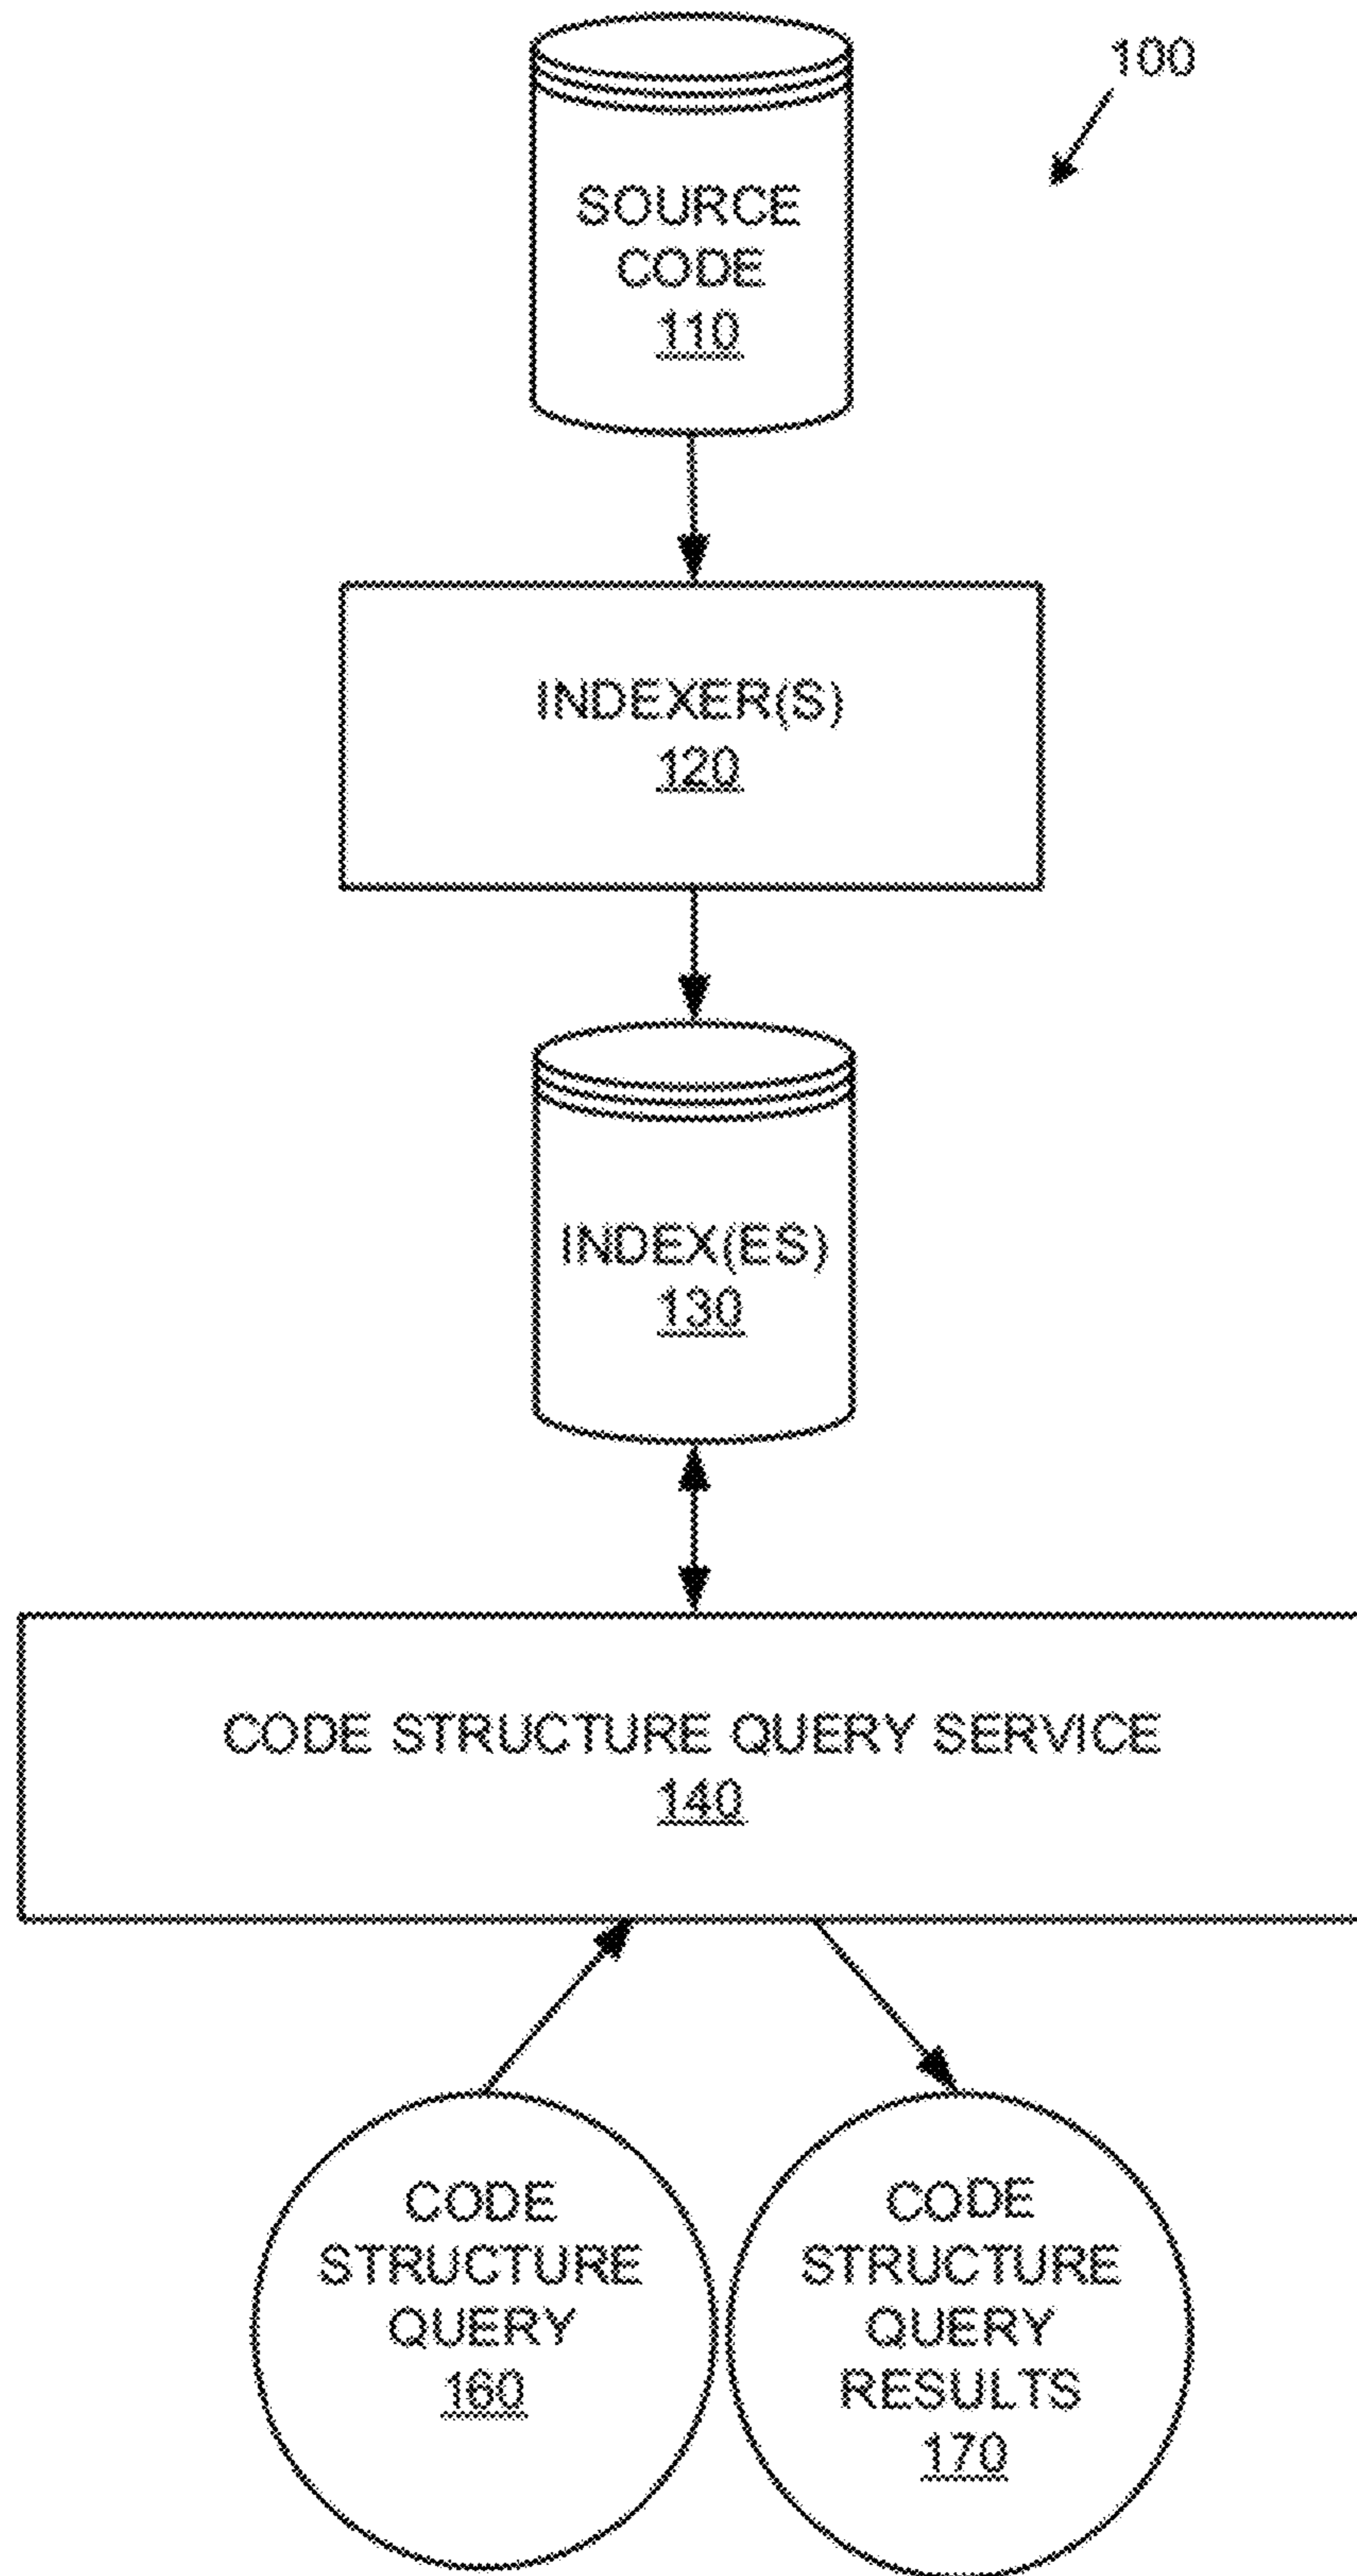 100
SOURCE
CODE
110
INDEXER(S)
120
INDEX(ES)
130
CODE STRUCTURE QUERY SERVICE
140
CODE
STRUCTURE
QUERY
160
CODE
STRUCTURE
QUERY
RESULTS
170